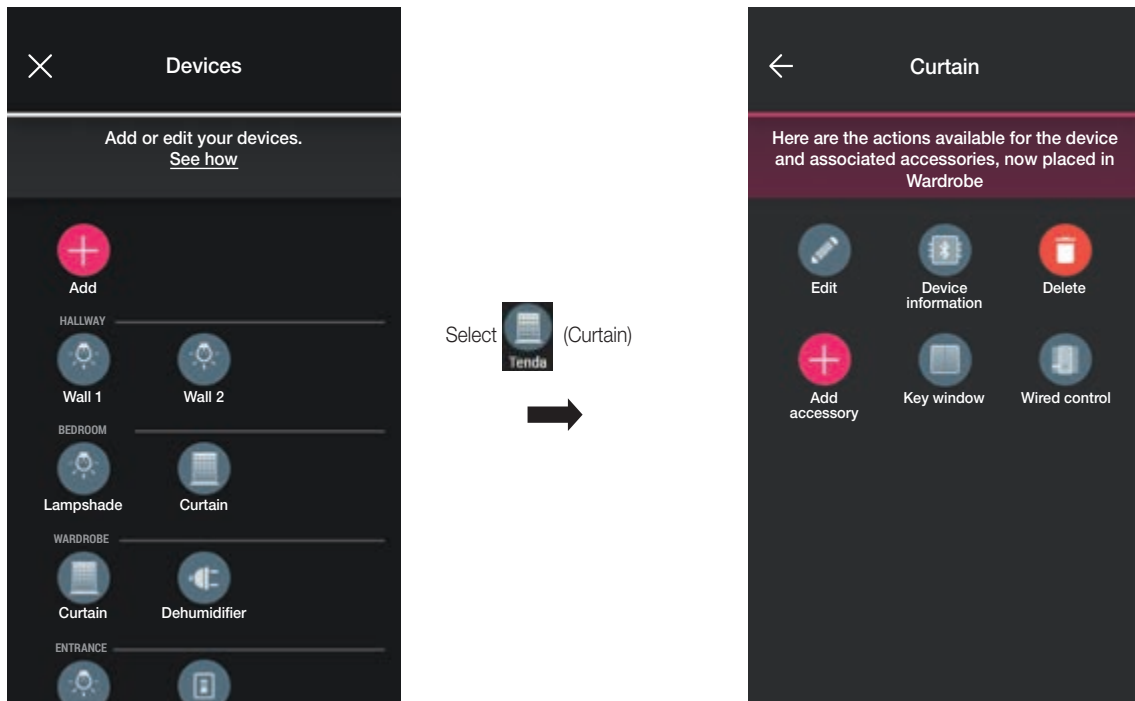 Devices
Add or edit your devices.
See how
Add
HALLWAY
Wall 1 Wall 2
BEDROOM
Lampshade Curtain
WARDROBE
Curtain Dehumidifier
ENTRANCE
Select Tenda (Curtain)
Curtain
Here are the actions available for the device
and associated accessories, now placed in
Wardrobe
Edit Device information Delete
Add accessory Key window Wired control